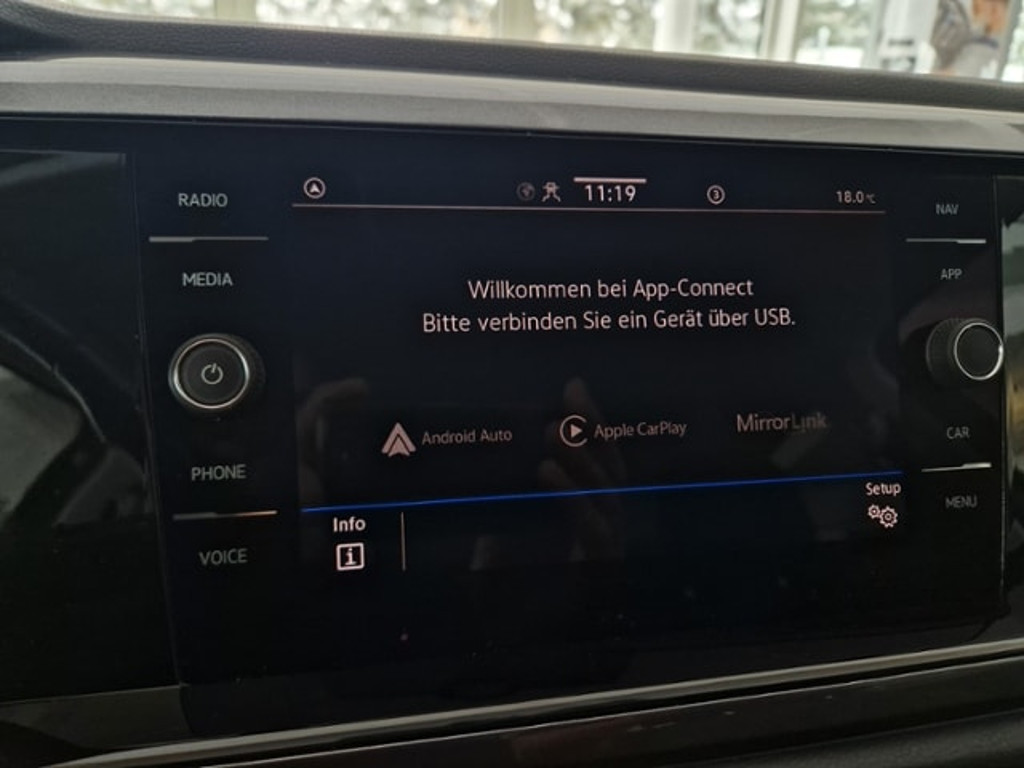 RADIO
MEDIA
PHONE
VOICE
11:19
3
18.0°C
Willkommen bei App-Connect
Bitte verbinden Sie ein Gerät über USB.
Android Auto
Apple CarPlay
MirrorLink
Info
i
Setup
NAV
APP
CAR
MENU